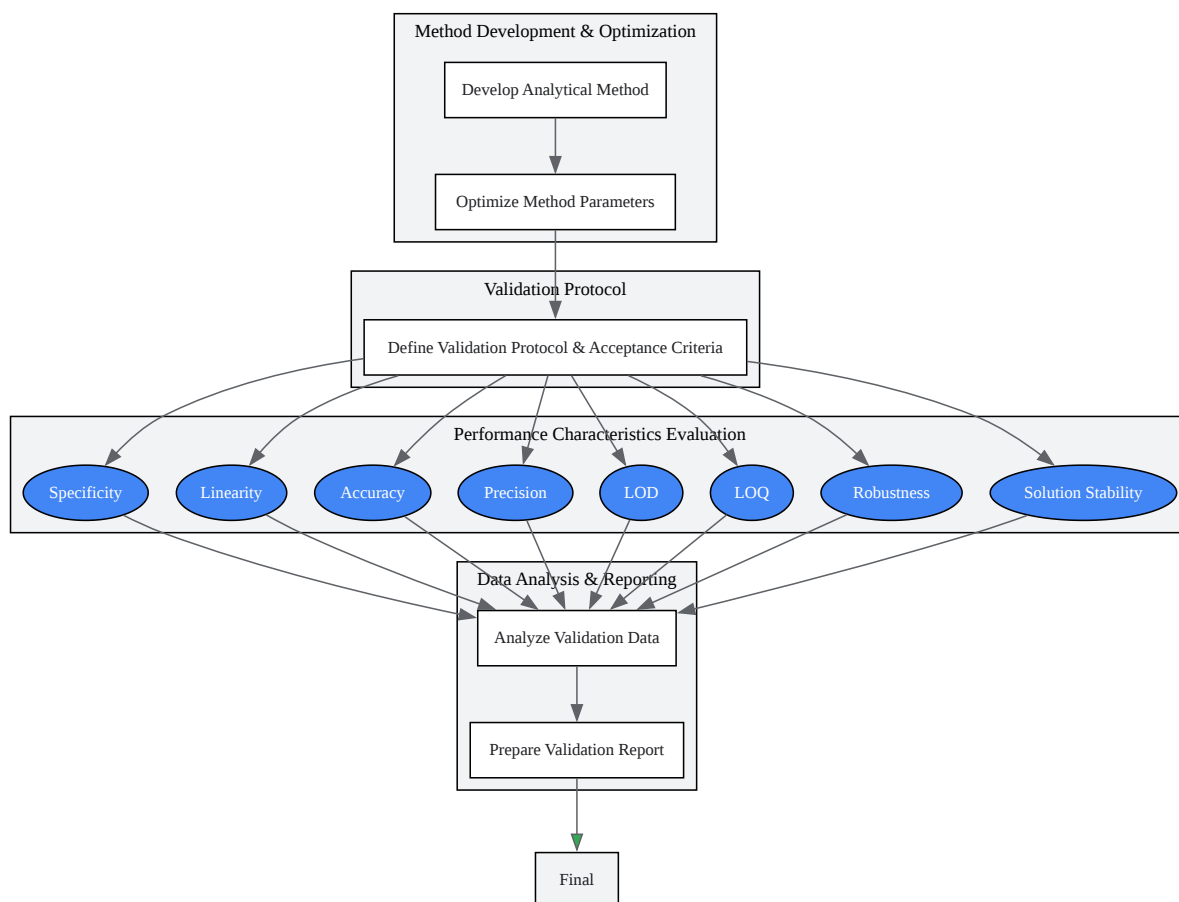 Method Development & Optimization
Develop Analytical Method
Optimize Method Parameters
Validation Protocol
Define Validation Protocol & Acceptance Criteria
Performance Characteristics Evaluation
Specificity
Linearity
Accuracy
Precision
LOD
LOQ
Robustness
Solution Stability
Data Analysis & Reporting
Analyze Validation Data
Prepare Validation Report
Final